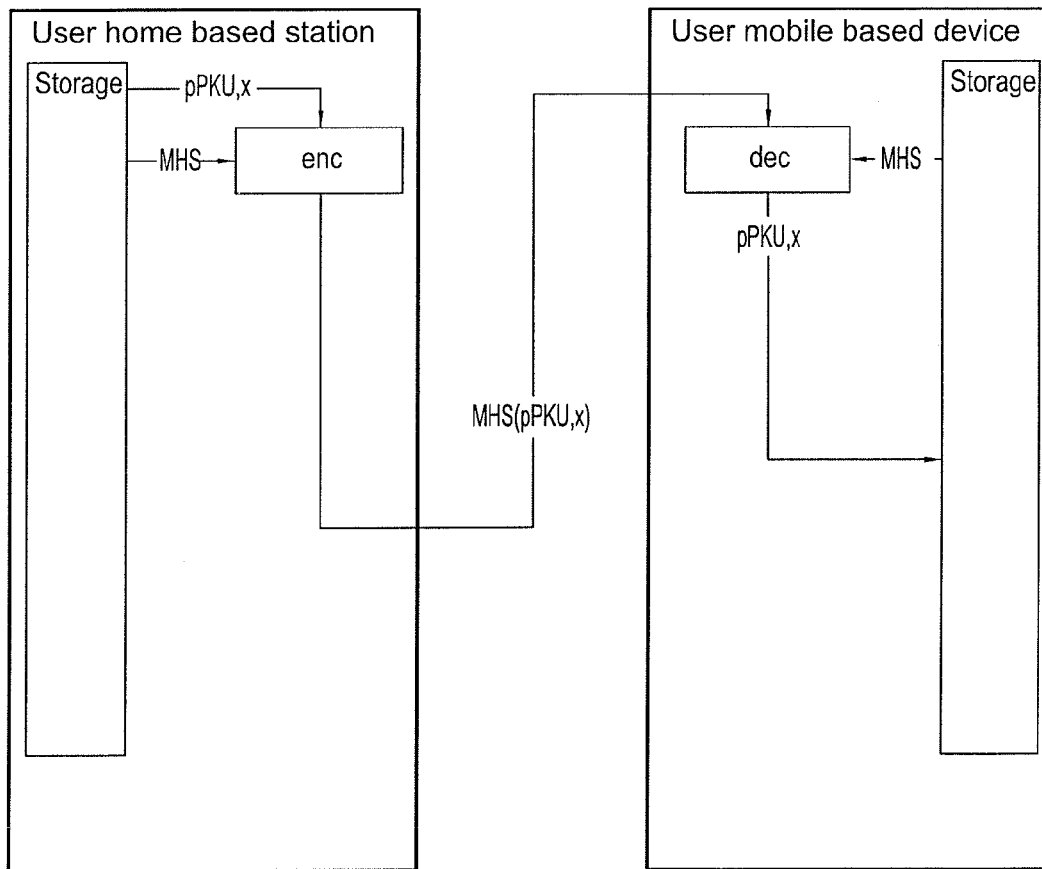 User home based station
Storage
pPKU,x
MHS
enc
MHS(pPKU,x)
User mobile based device
Storage
dec
MHS
pPKU,x